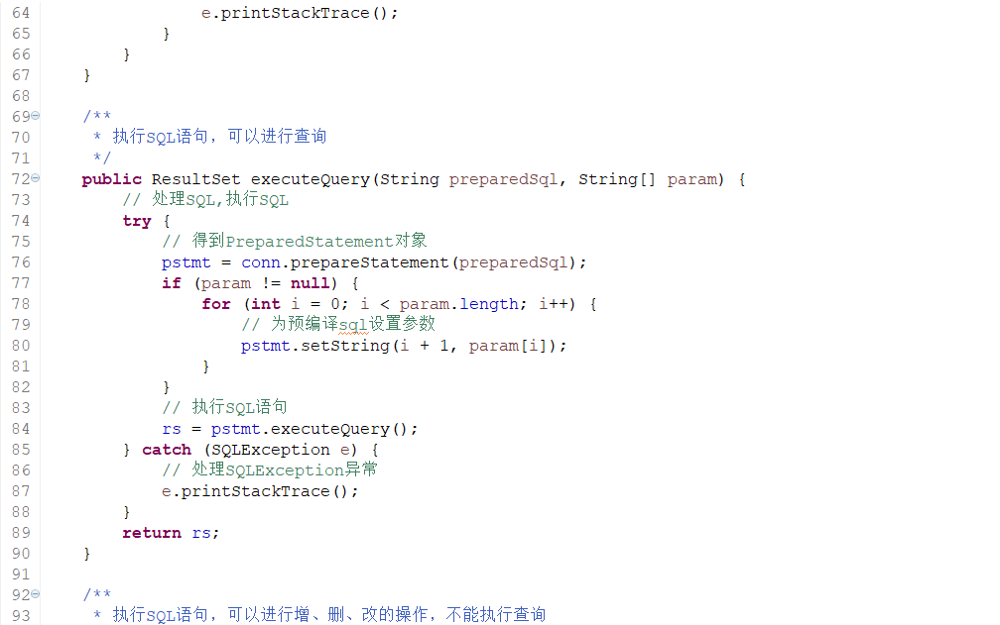 64                 e.printStackTrace();
65             }
66         }
67     }
68
69     /**
70      * 执行SQL语句，可以进行查询
71      */
72     public ResultSet executeQuery(String preparedSql, String[] param) {
73         // 处理SQL,执行SQL
74         try {
75             // 得到PreparedStatement对象
76             pstmt = conn.prepareStatement(preparedSql);
77             if (param != null) {
78                 for (int i = 0; i < param.length; i++) {
79                     // 为预编译sql设置参数
80                     pstmt.setString(i + 1, param[i]);
81                 }
82             }
83             // 执行SQL语句
84             rs = pstmt.executeQuery();
85         } catch (SQLException e) {
86             // 处理SQLException异常
87             e.printStackTrace();
88         }
89         return rs;
90     }
91
92     /**
93      * 执行SQL语句，可以进行增、删、改的操作，不能执行查询